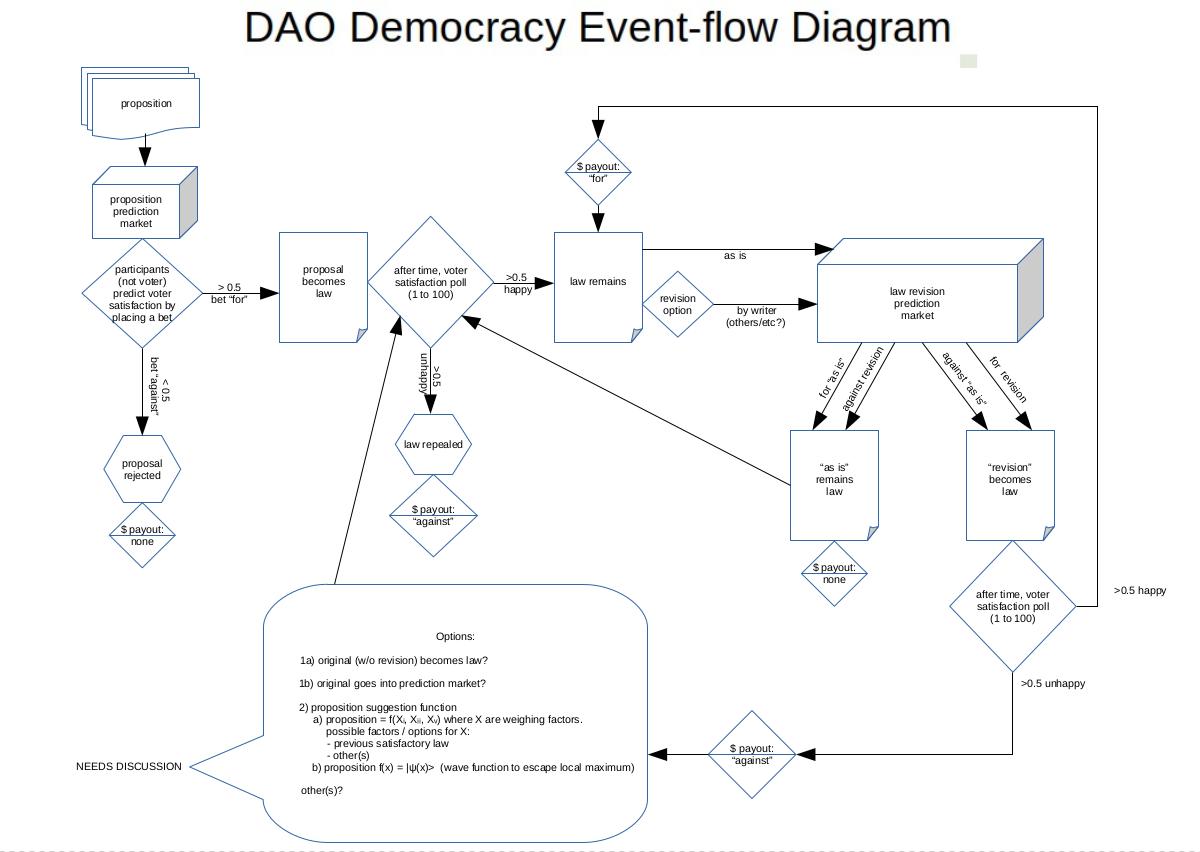 DAO Democracy Event-flow Diagram
proposition
proposition
prediction
market
participants
(not voter)
predict voter
satisfaction by
placing a bet
> 0.5
bet “for”
< 0.5
bet “against”
proposal
rejected
$ payout:
none
proposal
becomes
law
after time, voter
satisfaction poll
(1 to 100)
>0.5
happy
>0.5
unhappy
law repealed
$ payout:
“against”
$ payout:
“for”
law remains
as is
revision
option
by writer
(others/etc?)
law revision
prediction
market
for “as is”
against revision
against “as is”
for revision
“as is”
remains
law
$ payout:
none
“revision”
becomes
law
after time, voter
satisfaction poll
(1 to 100)
>0.5 happy
>0.5 unhappy
$ payout:
“against”
Options:
1a) original (w/o revision) becomes law?
1b) original goes into prediction market?
2) proposition suggestion function
a) proposition = f(Xᵢ, Xᵢᵢ, Xᵥ) where X are weighing factors.
possible factors / options for X:
- previous satisfactory law
- other(s)
b) proposition f(x) = |ψ(x)> (wave function to escape local maximum)
other(s)?
NEEDS DISCUSSION